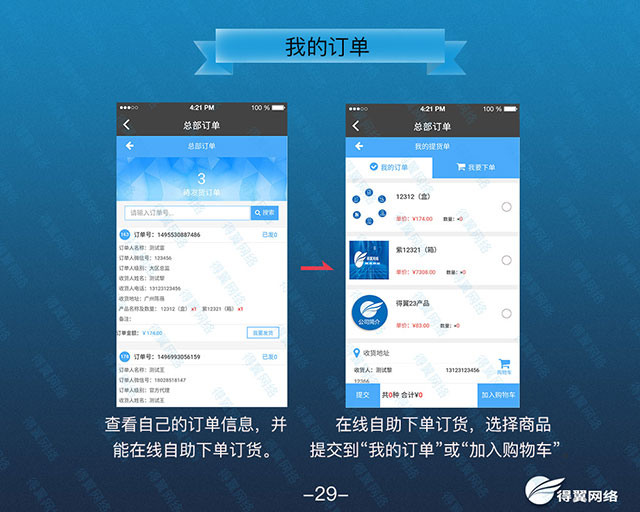 我的订单
4:21 PM
100 %
总部订单
总部订单
3
待发货订单
请输入订单号...
搜索
订单号：1495530887486
已发0
订单人名称：测试富
订单人微信号：123456
订单人组别：大区总监
收货人姓名：测试黎
收货人电话：13123123456
收货地址：广州陈蒋
产品名称及数量： 12312（盒）x1 紫12321（箱）x1
备注：
订单金额：￥174.00
我要发货
订单号：1496993056159
已发0
订单人名称：测试王
订单人微信号：18028518147
订单人组别：官方代理
收货人姓名：测试王
查看自己的订单信息，并
能在线自助下单订货。
4:21 PM
100 %
总部订单
我的提货单
我的订单
我要下单
12312（盒）
单价：¥174.00 数量：×0
紫12321（箱）
单价：¥7308.00 数量：×0
公司简介
得翼23产品
单价：¥83.00 数量：×0
收货地址
收货人：测试黎
13123123456
购物车
12366
提交
共0种 合计¥0
加入购物车
在线自助下单订货，选择商品
提交到“我的订单”或“加入购物车”
-29-
得翼网络